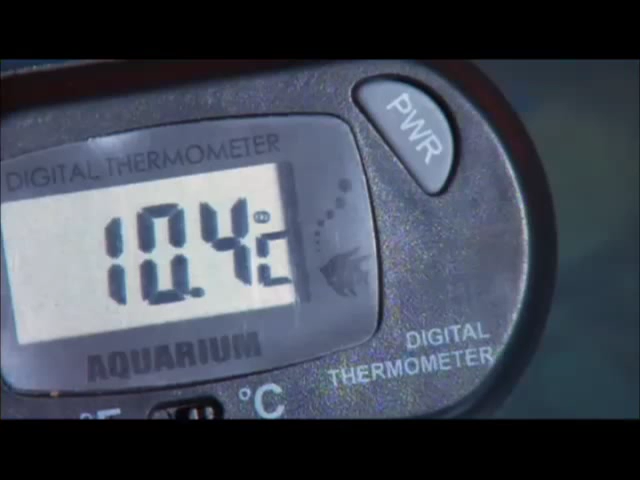 PWR
DIGITAL THERMOMETER
10.4°C
AQUARIUM
DIGITAL
THERMOMETER
°F °C